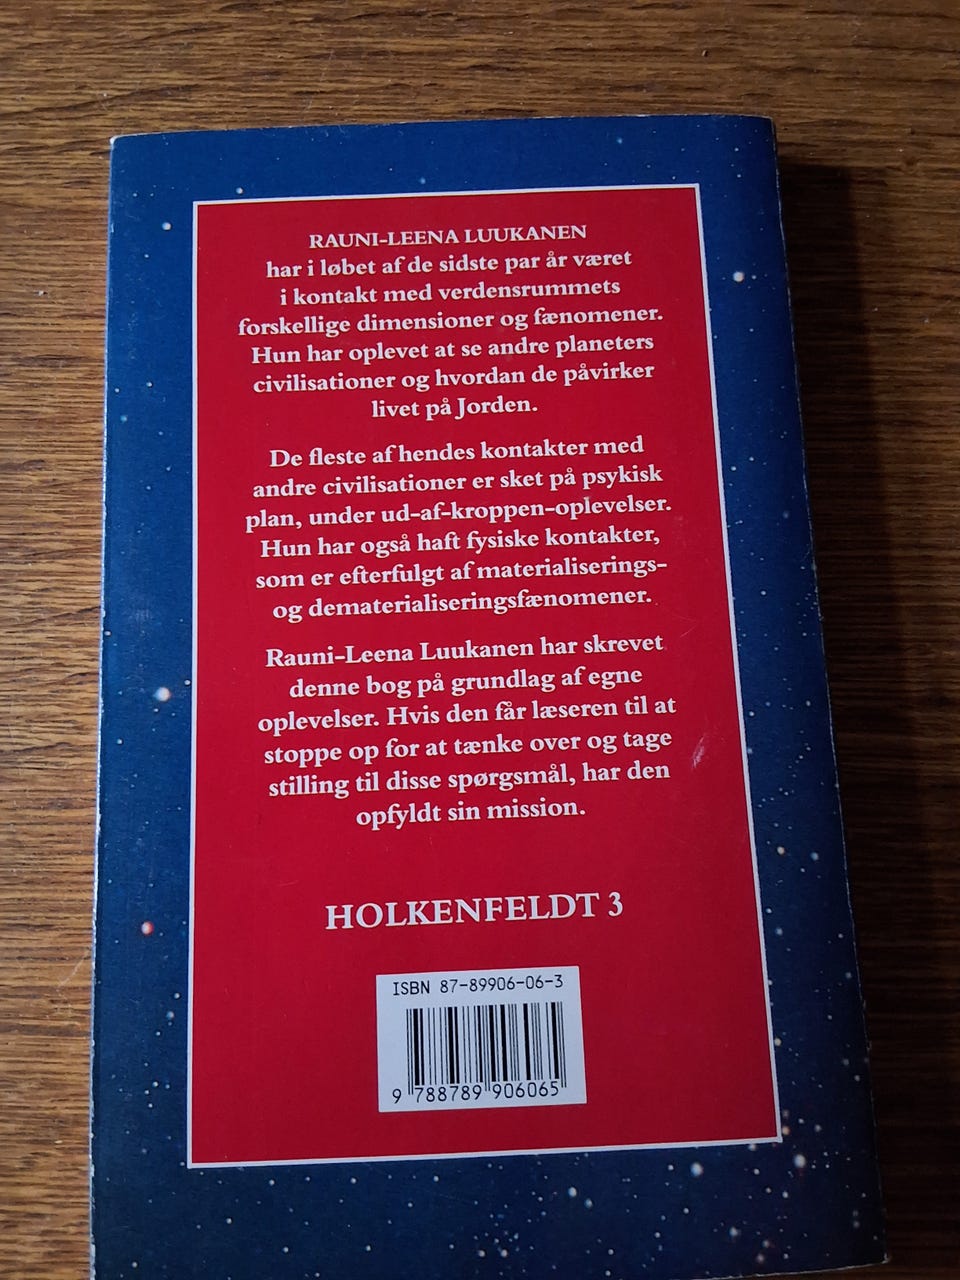 RAUNI-LEENA LUUKANEN
har i løbet af de sidste par år været
i kontakt med verdensrummets
forskellige dimensioner og fænomener.
Hun har oplevet at se andre planeters
civilisationer og hvordan de påvirker
livet på Jorden.
De fleste af hendes kontakter med
andre civilisationer er sket på psykisk
plan, under ud-af-kroppen-oplevelser.
Hun har også haft fysiske kontakter,
som er efterfulgt af materialiserings-
og dematerialiseringsfænomener.
Rauni-Leena Luukanen har skrevet
denne bog på grundlag af egne
oplevelser. Hvis den får læseren til at
stoppe op for at tænke over og tage
stilling til disse spørgsmål, har den
opfyldt sin mission.
HOLKENFELDT 3
ISBN 87-89906-06-3
9 788789 906065